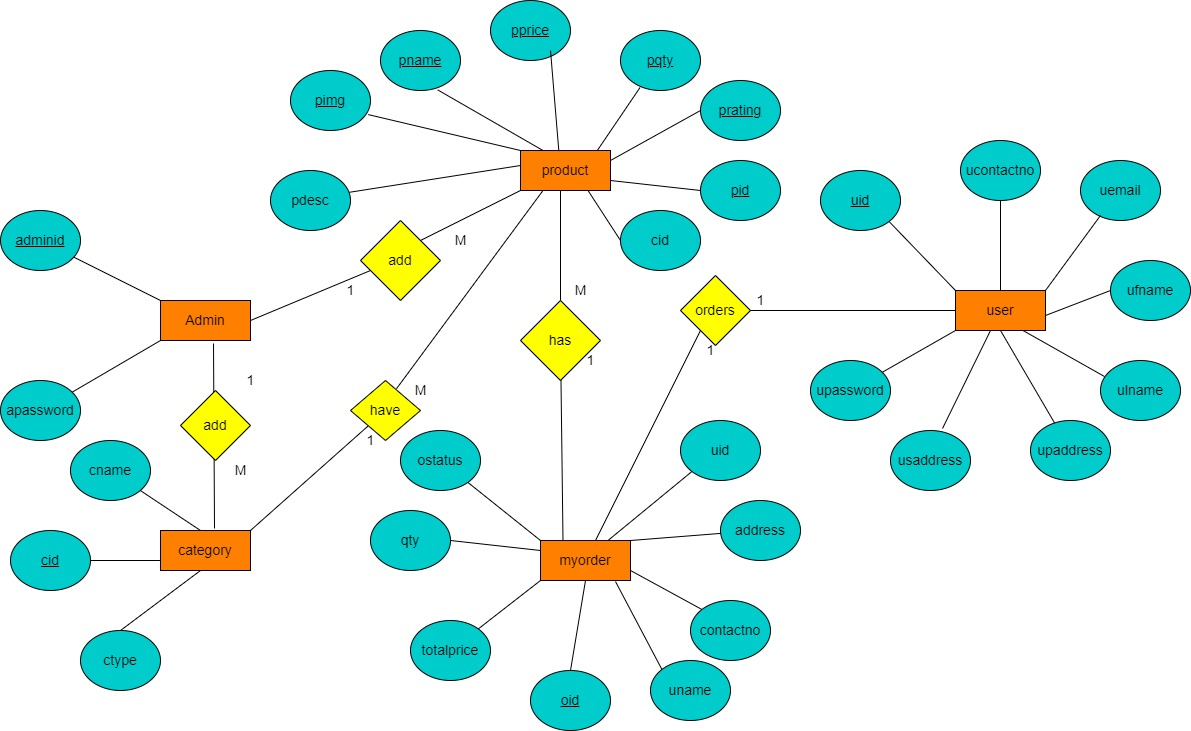 pprice
pname
pqty
pimg
prating
product
ucontactno
pdesc
pid
uid
uemail
adminid
add
M
cid
1
M
1
ufname
Admin
orders
user
has
1
1
1
M
upassword
ulname
apassword
have
add
1
cname
M
ostatus
uid
usaddress
upaddress
qty
address
category
cid
myorder
contactno
totalprice
ctype
uname
oid